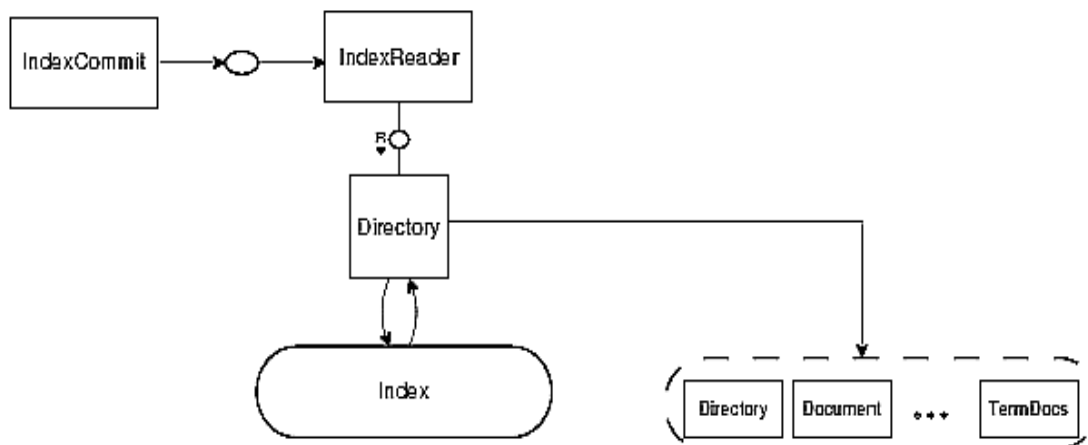 IndexCommit
IndexReader
R
Directory
Index
Directory
Document
...
TermDocs